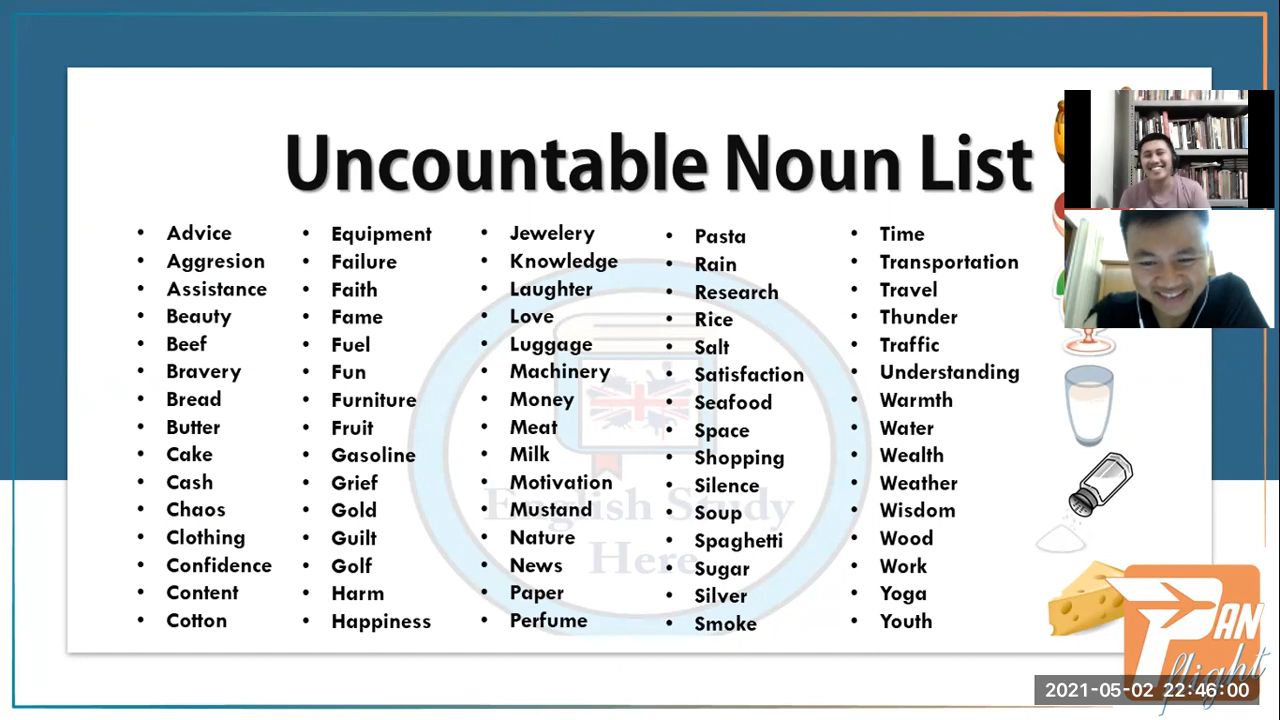 Uncountable Noun List
Advice
Aggresion
Assistance
Beauty
Beef
Bravery
Bread
Butter
Cake
Cash
Chaos
Clothing
Confidence
Content
Cotton
Equipment
Failure
Faith
Fame
Fuel
Fun
Furniture
Fruit
Gasoline
Grief
Gold
Guilt
Golf
Harm
Happiness
Jewelery
Knowledge
Laughter
Love
Luggage
Machinery
Money
Meat
Milk
Motivation
Mustand
Nature
News
Paper
Perfume
Pasta
Rain
Research
Rice
Salt
Satisfaction
Seafood
Space
Shopping
Silence
Soup
Spaghetti
Sugar
Silver
Smoke
Time
Transportation
Travel
Thunder
Traffic
Understanding
Warmth
Water
Wealth
Weather
Wisdom
Wood
Work
Yoga
Youth
English Study
Here
PAN
flight
2021-05-02 22:46:00